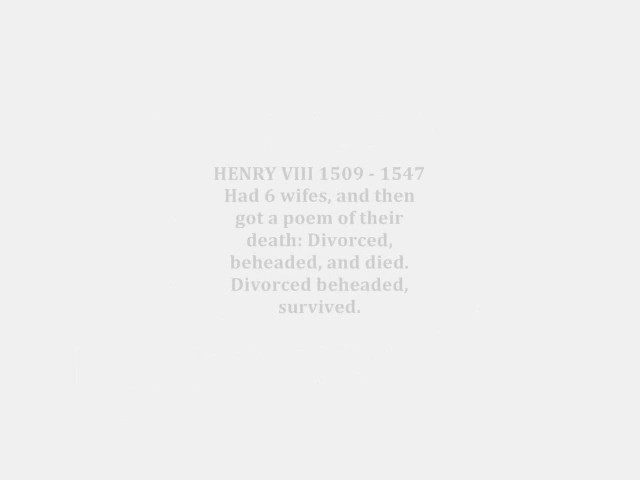 HENRY VIII 1509 - 1547
Had 6 wifes, and then
got a poem of their
death: Divorced,
beheaded, and died.
Divorced beheaded,
survived.